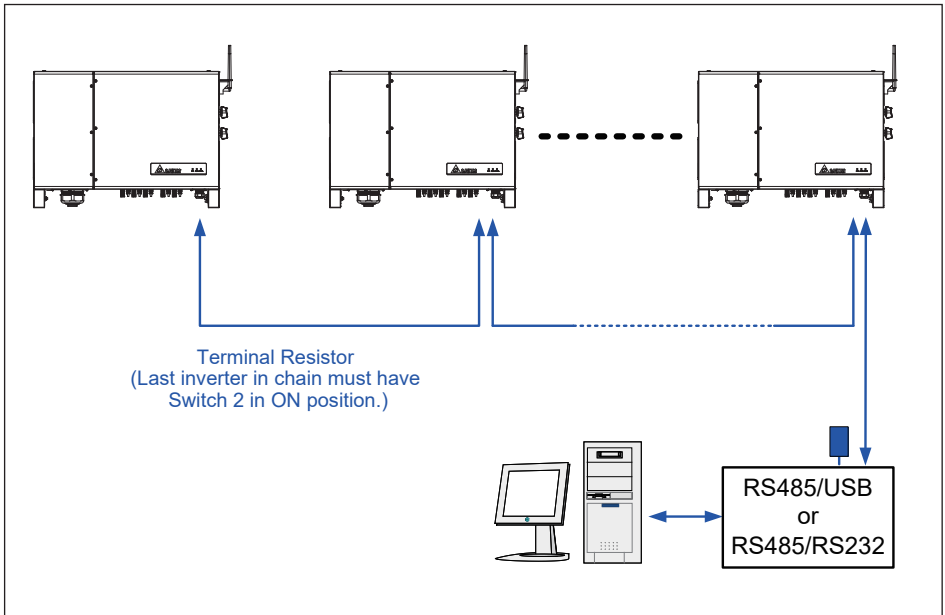 Terminal Resistor
(Last inverter in chain must have
Switch 2 in ON position.)
RS485/USB
or
RS485/RS232